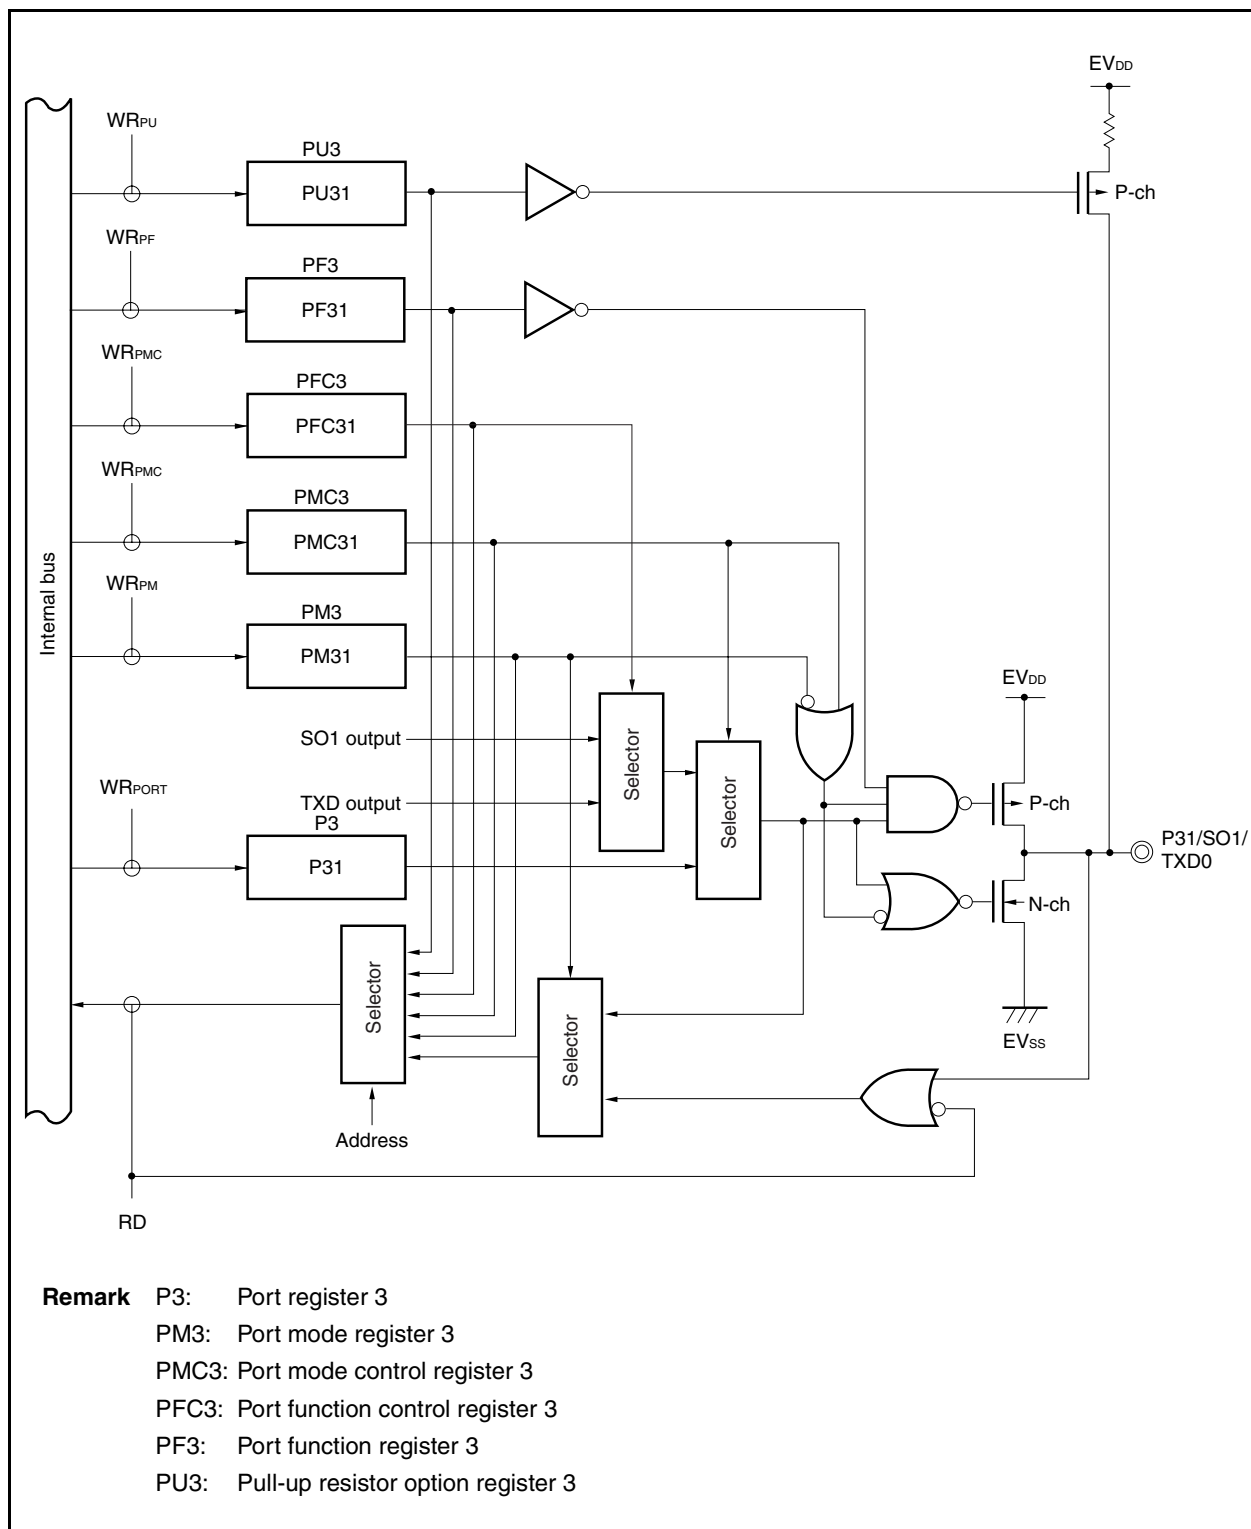 EVDD
WRPU
PU3
PU31
P-ch
WRPF
PF3
PF31
WRPMC
PFC3
PFC31
WRPMC
PMC3
PMC31
WRPM
PM3
PM31
Internal bus
EVDD
SO1 output
Selector
Selector
WRPORT
TXD output
P-ch
P3
P31
P31/SO1/
TXD0
N-ch
Selector
Selector
EVSS
Address
RD
Remark P3: Port register 3
PM3: Port mode register 3
PMC3: Port mode control register 3
PFC3: Port function control register 3
PF3: Port function register 3
PU3: Pull-up resistor option register 3